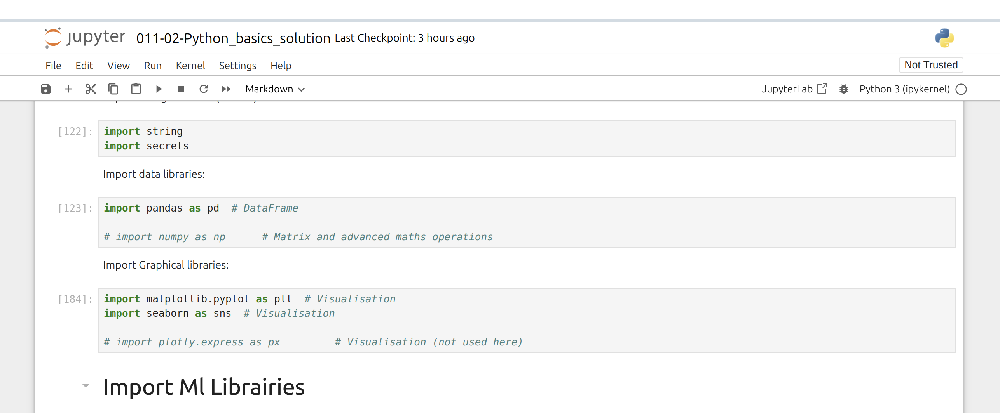 jupyter 011-02-Python_basics_solution Last Checkpoint: 3 hours ago
File Edit View Run Kernel Settings Help Not Trusted
Markdown JupyterLab Python 3 (ipykernel)
[122]: import string
import secrets
Import data libraries:
[123]: import pandas as pd  # DataFrame
# import numpy as np      # Matrix and advanced maths operations
Import Graphical libraries:
[184]: import matplotlib.pyplot as plt  # Visualisation
import seaborn as sns  # Visualisation
# import plotly.express as px         # Visualisation (not used here)
Import Ml Librairies